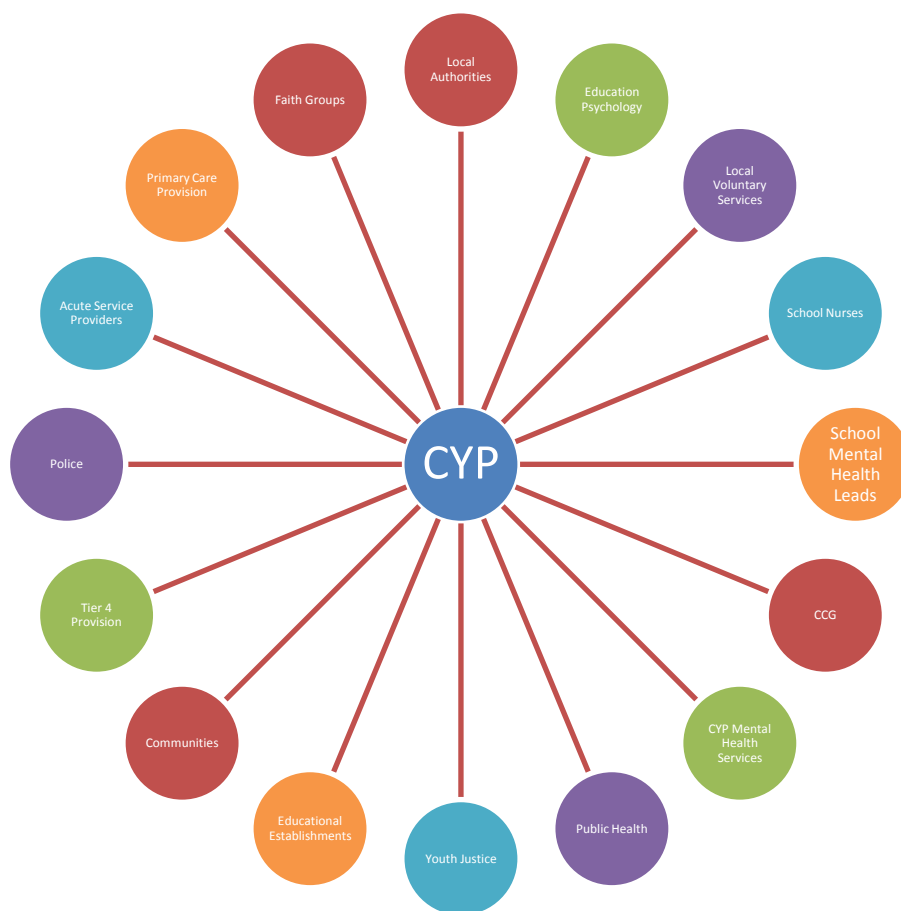 Local
Authorities
Education
Psychology
Local
Voluntary
Services
School Nurses
School
Mental
Health
Leads
CCG
CYP Mental
Health
Services
Public Health
Youth Justice
Educational
Establishments
Communities
Tier 4
Provision
Police
Acute Service
Providers
Primary Care
Provision
Faith Groups
CYP